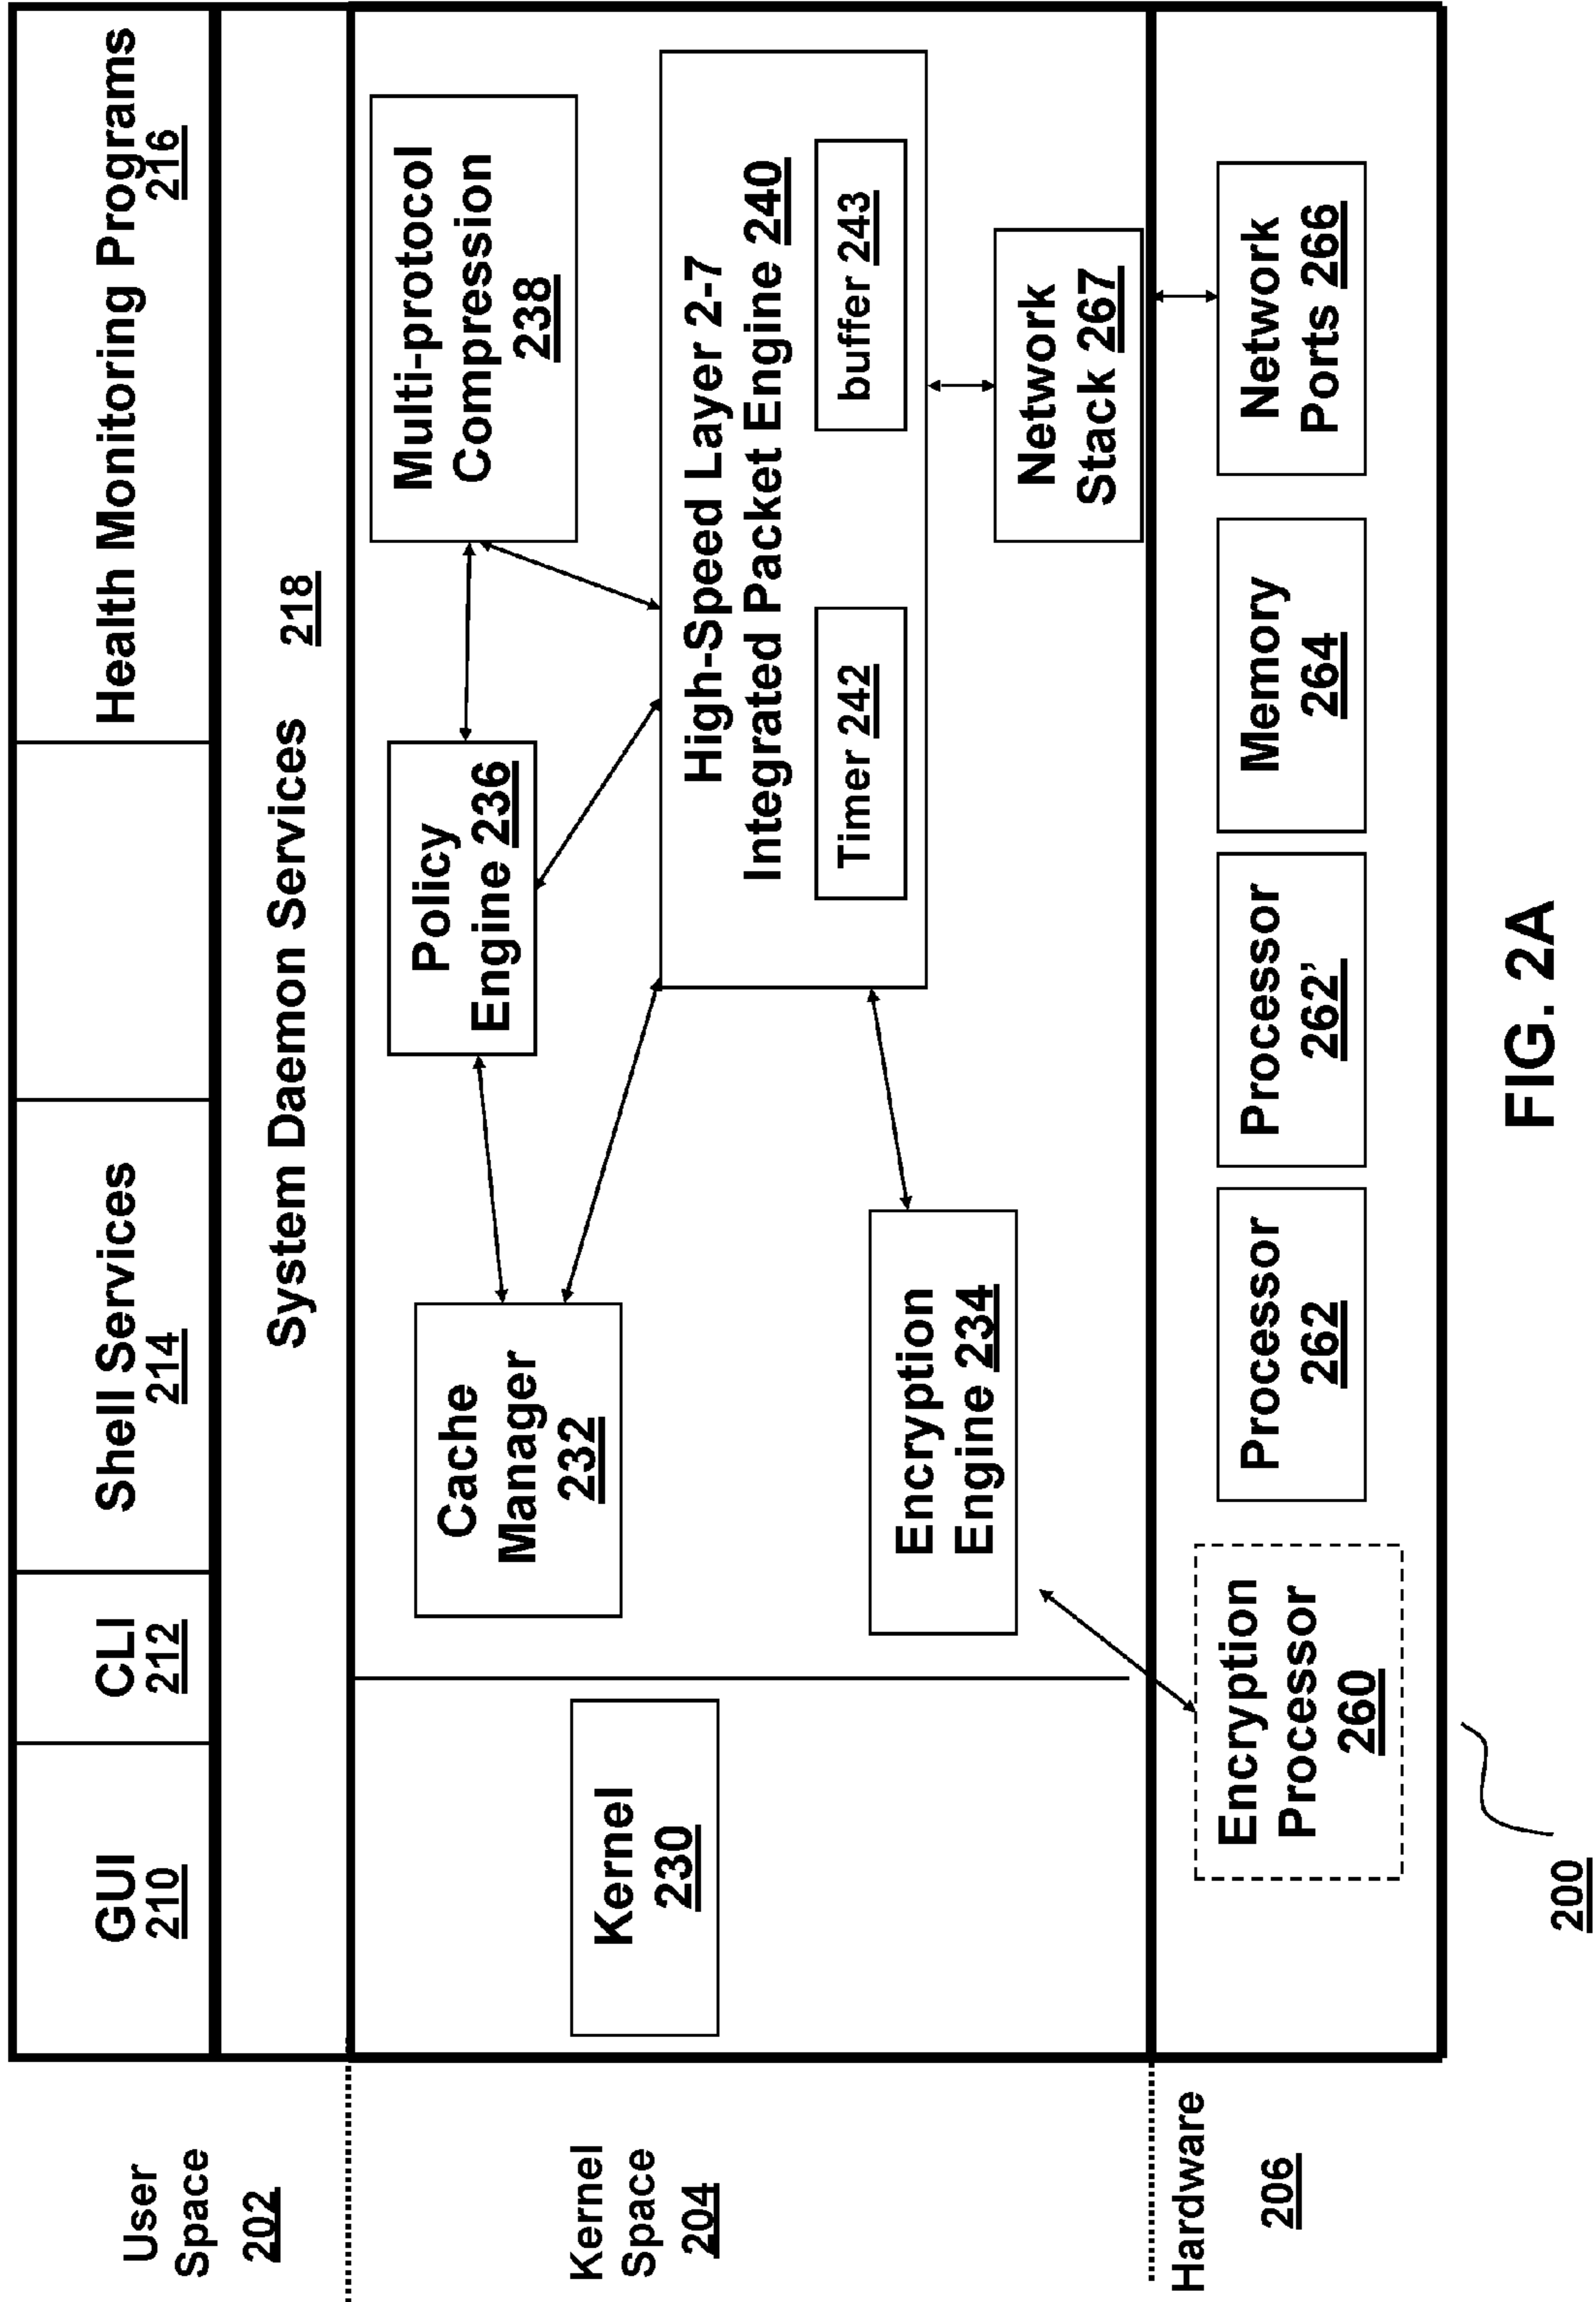 User
Space
202
GUI
210
CLI
212
Shell Services
214
Health Monitoring Programs
216
System Daemon Services 218
Kernel
Space
204
Kernel
230
Cache
Manager
232
Policy
Engine 236
Multi-protocol
Compression
238
High-Speed Layer 2-7
Integrated Packet Engine 240
Timer 242
buffer 243
Encryption
Engine 234
Network
Stack 267
Hardware
206
Encryption
Processor
260
Processor
262
Processor
262’
Memory
264
Network
Ports 266
200
FIG. 2A